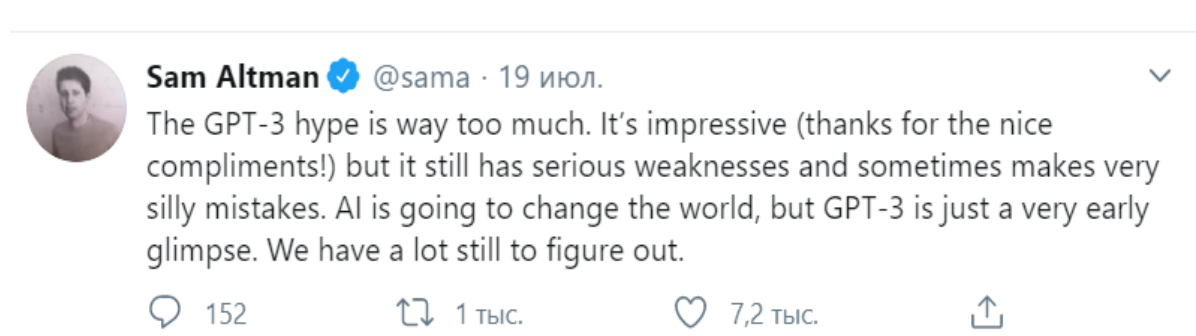 Sam Altman @sama · 19 июл.
The GPT-3 hype is way too much. It’s impressive (thanks for the nice
compliments!) but it still has serious weaknesses and sometimes makes very
silly mistakes. AI is going to change the world, but GPT-3 is just a very early
glimpse. We have a lot still to figure out.
152 1 тыс. 7,2 тыс.